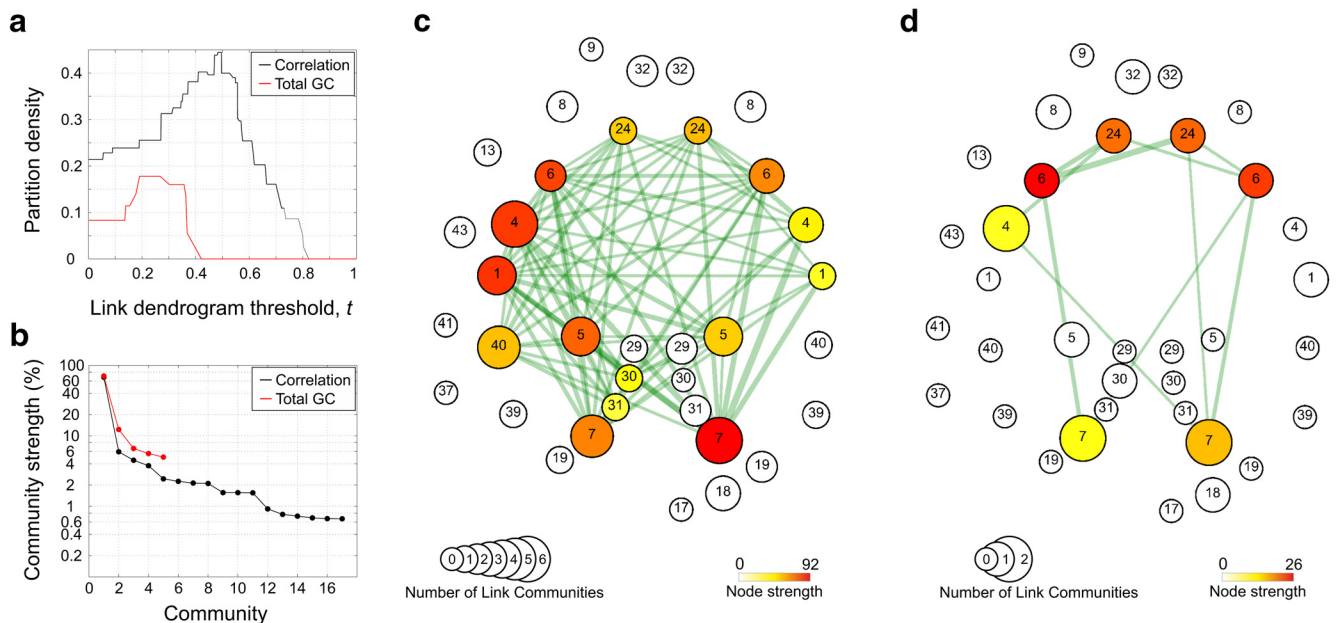 a
Correlation
Total GC
0.4
0.3
0.2
0.1
0
0 0.2 0.4 0.6 0.8 1
Partition density
Link dendrogram threshold, t
b
Correlation
Total GC
100
60
40
20
10
6
4
2
1
0.6
0.4
0.2
0 2 4 6 8 10 12 14 16
Community strength (%)
Community
c
9 32 32
8 8
24 24
13
6 6
4 4
43
1 1
41
5 5
40 29 29 40
30 30
37
31 31
39 39
7 7
19 19
18
17
0 1 2 3 4 5 6
Number of Link Communities
0 92
Node strength
d
9 32 32
8 8
24 24
13
6 6
4 4
43
1 1
41
5 5
40 29 29 40
30 30
37
31 31
39 39
7 7
19 19
18
17
0 1 2
Number of Link Communities
0 26
Node strength